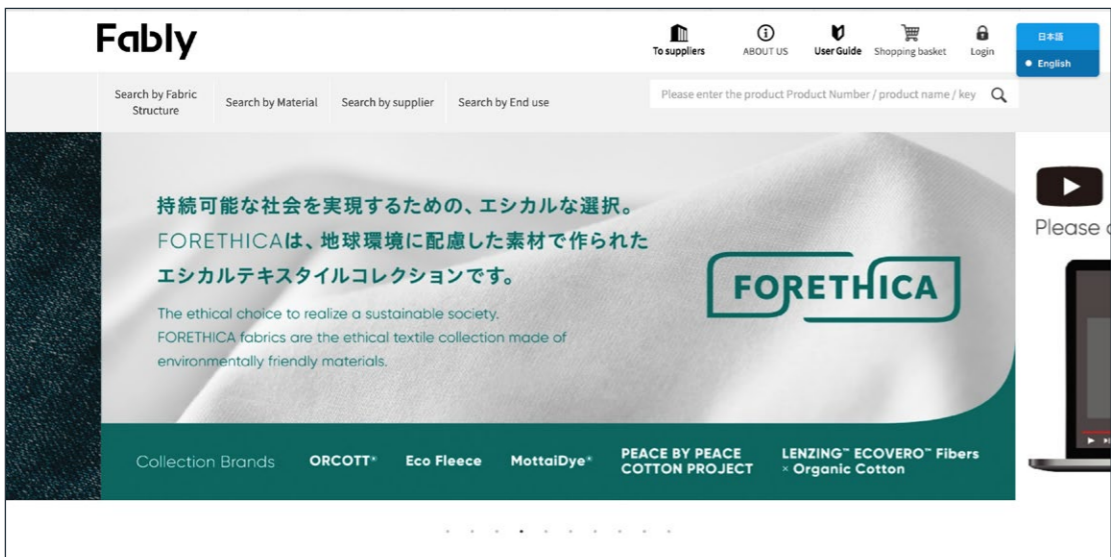 Fably
To suppliers
ABOUT US
User Guide
Shopping basket
Login
日本語
English
Search by Fabric
Structure
Search by Material
Search by supplier
Search by End use
Please enter the product Product Number / product name / key
持続可能な社会を実現するための、エシカルな選択。
FORETHICAは、地球環境に配慮した素材で作られた
エシカルテキスタイルコレクションです。
The ethical choice to realize a sustainable society.
FORETHICA fabrics are the ethical textile collection made of
environmentally friendly materials.
FORETHICA
Please
Collection Brands
ORCOTT®
Eco Fleece
MottaiDye®
PEACE BY PEACE
COTTON PROJECT
LENZING™ ECOVERO™ Fibers
× Organic Cotton